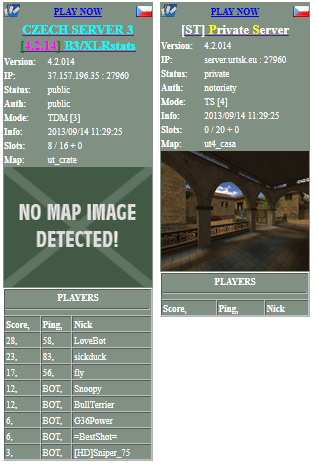 PLAY NOW
CZECH SERVER 3
[4.2.14] B3/XLRstats
Version: 4.2.014
IP: 37.157.196.35 : 27960
Status: public
Auth: public
Mode: TDM [3]
Info: 2013/09/14 11:29:25
Slots: 8 / 16 + 0
Map: ut_crate
NO MAP IMAGE
DETECTED!
PLAYERS
Score, Ping, Nick
28, 58, LoveBot
23, 83, sickduck
17, 56, fly
12, BOT, Snoopy
12, BOT, BullTerrier
6, BOT, G36Power
6, BOT, =BestShot=
3, BOT, [HD]Sniper_75
PLAY NOW
[ST] Private Server
Version: 4.2.014
IP: server.urtsk.eu : 27960
Status: private
Auth: notoriety
Mode: TS [4]
Info: 2013/09/14 11:29:25
Slots: 0 / 20 + 0
Map: ut4_casa
PLAYERS
Score, Ping, Nick